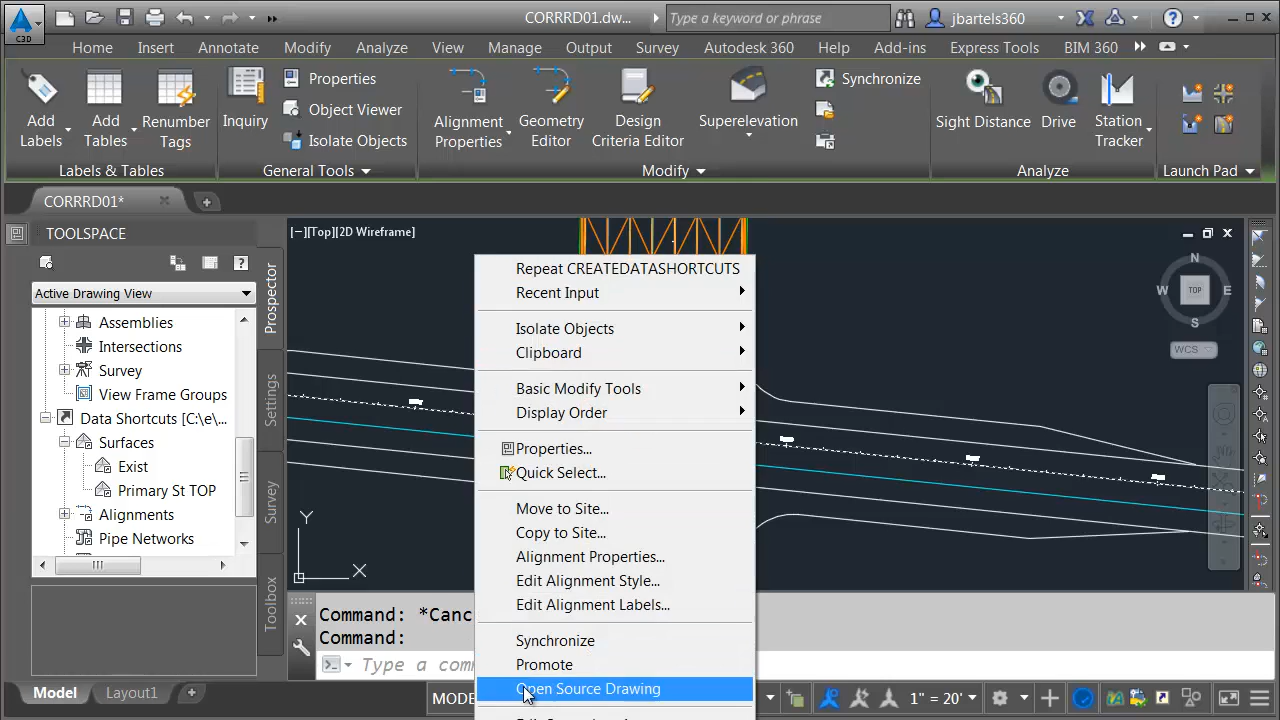 CORRRD01.dw...
Type a keyword or phrase
jbartels360
C3D
Home Insert Annotate Modify Analyze View Manage Output Survey Autodesk 360 Help Add-ins Express Tools BIM 360
Add Labels
Add Tables
Renumber Tags
Labels & Tables
Inquiry
Properties
Object Viewer
Isolate Objects
General Tools
Alignment Properties
Geometry Editor
Design Criteria Editor
Superelevation
Synchronize
Modify
Sight Distance
Drive
Station Tracker
Analyze
Launch Pad
CORRRD01*
TOOLSPACE
Active Drawing View
Assemblies
Intersections
Survey
View Frame Groups
Data Shortcuts [C:\e\...
Surfaces
Exist
Primary St TOP
Alignments
Pipe Networks
Prospector
Settings
Survey
Toolbox
[−][Top][2D Wireframe]
N
W
TOP
E
S
WCS
Y
X
Repeat CREATEDATASHORTCUTS
Recent Input
Isolate Objects
Clipboard
Basic Modify Tools
Display Order
Properties...
Quick Select...
Move to Site...
Copy to Site...
Alignment Properties...
Edit Alignment Style...
Edit Alignment Labels...
Synchronize
Promote
Open Source Drawing
Command: *Canc
Command:
Type a comm
Model
Layout1
MODE
1" = 20'